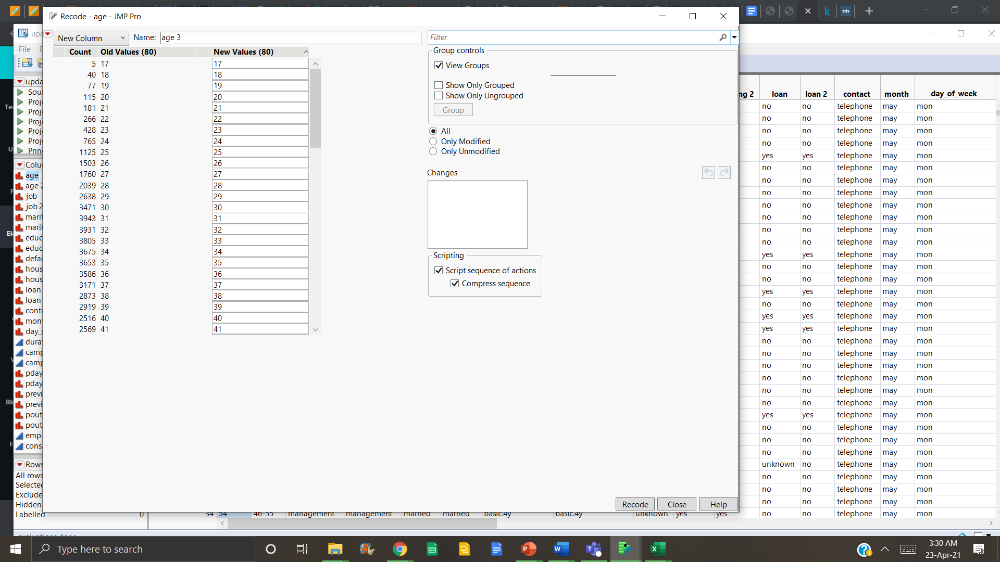 Recode - age - JMP Pro
tds
New Column
Name:
age 3
Filter
File
Count Old Values (80) New Values (80)
5 17 17
40 18 18
77 19 19
115 20 20
181 21 21
266 22 22
428 23 23
765 24 24
1125 25 25
1503 26 26
1760 27 27
2039 28 28
2638 29 29
3471 30 30
3943 31 31
3931 32 32
3805 33 33
3675 34 34
3653 35 35
3586 36 36
3171 37 37
2873 38 38
2919 39 39
2516 40 40
2569 41 41
Group controls
View Groups
Show Only Grouped
Show Only Ungrouped
Group
All
Only Modified
Only Unmodified
Changes
Scripting
Script sequence of actions
Compress sequence
Recode Close Help
upda
Sou
Proj
Proj
Proj
Proj
Proj
Prin
Colu
age
age 2
job
job 2
marit
marit
educ
educ
defau
hous
hous
loan
loan
conta
mont
day_
durat
camp
camp
pday
pday
previ
previ
pout
pout
emp.
cons.
Rows
All rows
Selected
Exclude
Hidden
Labelled 0
ng 2 loan loan 2 contact month day_of_week
no no telephone may mon
no no telephone may mon
no no telephone may mon
no no telephone may mon
yes yes telephone may mon
no no telephone may mon
no no telephone may mon
no no telephone may mon
no no telephone may mon
no no telephone may mon
no no telephone may mon
no no telephone may mon
yes yes telephone may mon
no no telephone may mon
no no telephone may mon
yes yes telephone may mon
no no telephone may mon
yes yes telephone may mon
yes yes telephone may mon
no no telephone may mon
no no telephone may mon
no no telephone may mon
no no telephone may mon
no no telephone may mon
no no telephone may mon
yes yes telephone may mon
no no telephone may mon
no no telephone may mon
no no telephone may mon
unknown no telephone may mon
no no telephone may mon
no no telephone may mon
no no telephone may mon
34 54 46-55 management management married married basic.4y basic.4y unknown yes yes no no telephone may mon
Type here to search
3:30 AM
23-Apr-21